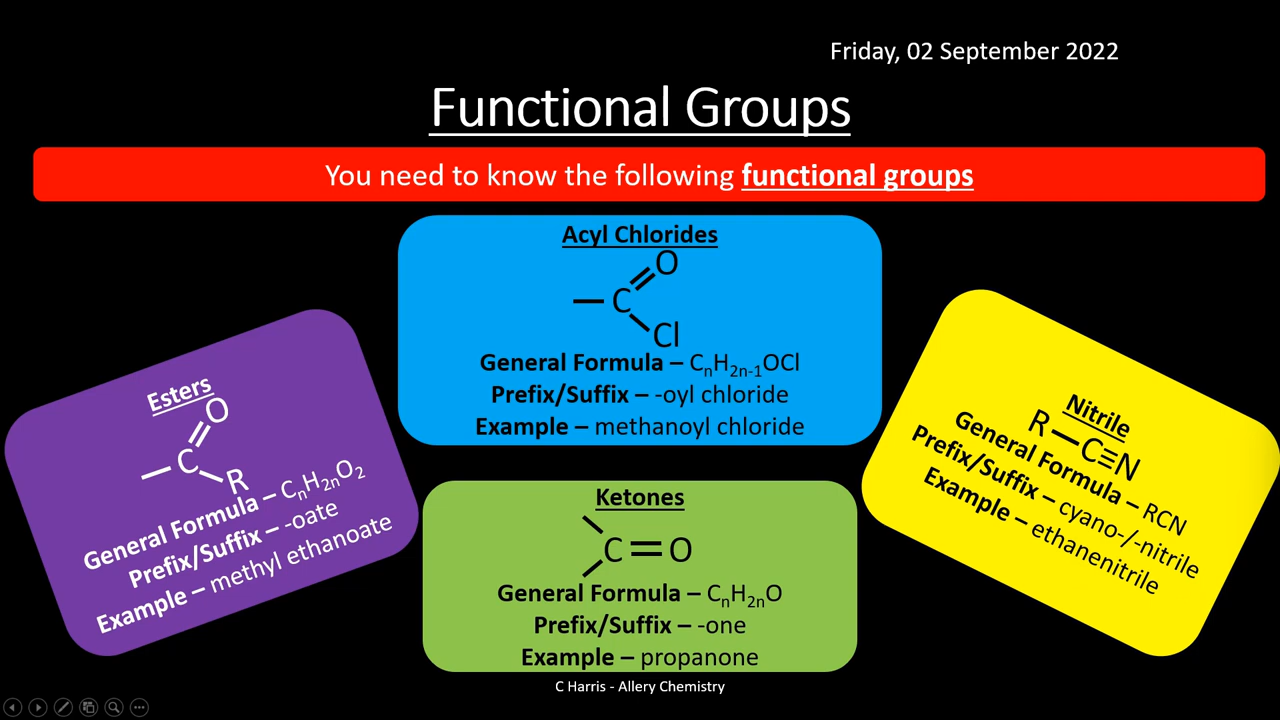 Friday, 02 September 2022
Functional Groups
You need to know the following functional groups
Acyl Chlorides
O
C
Cl
General Formula – CnH2n-1OCl
Prefix/Suffix – -oyl chloride
Example – methanoyl chloride
Esters
O
C
R
General Formula – CnH2nO2
Prefix/Suffix – -oate
Example – methyl ethanoate
Ketones
C=O
General Formula – CnH2nO
Prefix/Suffix – -one
Example – propanone
Nitrile
R—C≡N
General Formula – RCN
Prefix/Suffix – cyano-/-nitrile
Example – ethanenitrile
C Harris - Allery Chemistry